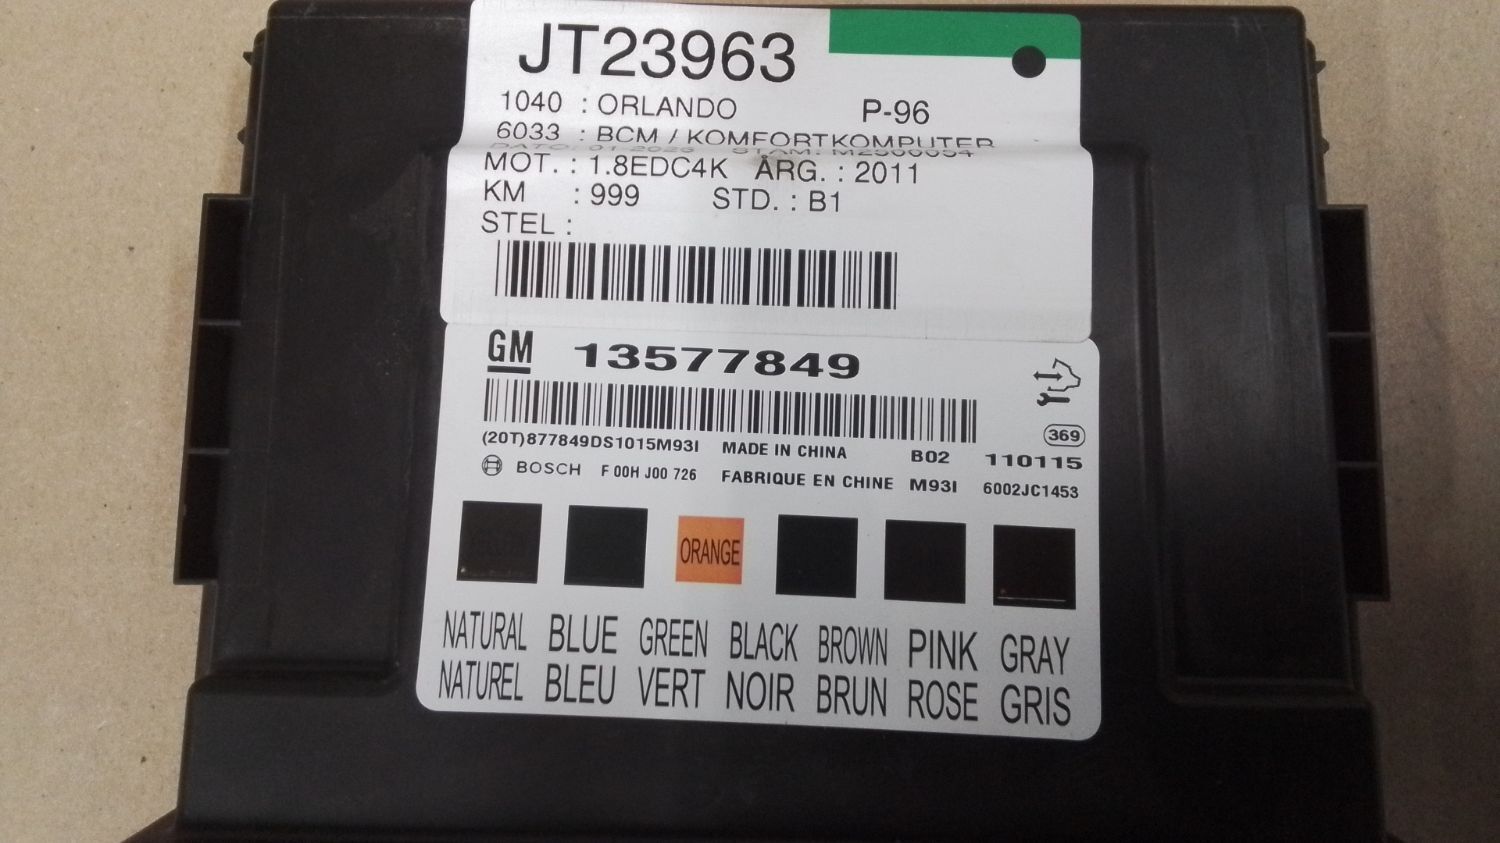 JT23963
1040 : ORLANDO P-96
6033 : BCM / KOMFORTKOMPUTER
MOT. : 1.8EDC4K ÅRG. : 2011
KM : 999 STD. : B1
STEL :
GM 13577849
369
(20T)877849DS1015M93I MADE IN CHINA B02 110115
BOSCH F 00H J00 726 FABRIQUE EN CHINE M93I 6002JC1453
ORANGE
NATURAL BLUE GREEN BLACK BROWN PINK GRAY
NATUREL BLEU VERT NOIR BRUN ROSE GRIS